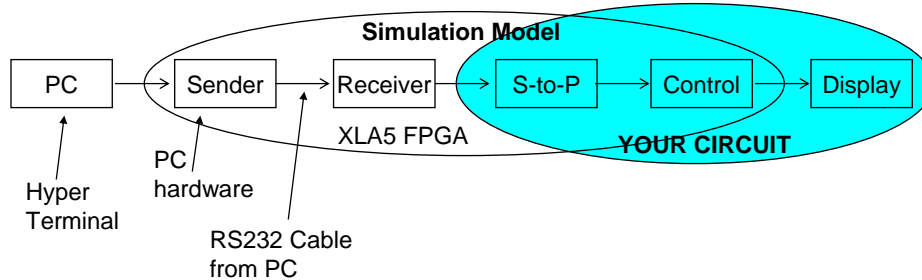 Simulation Model
PC
Sender
Receiver
S-to-P
Control
Display
XLA5 FPGA
YOUR CIRCUIT
PC
hardware
Hyper
Terminal
RS232 Cable
from PC